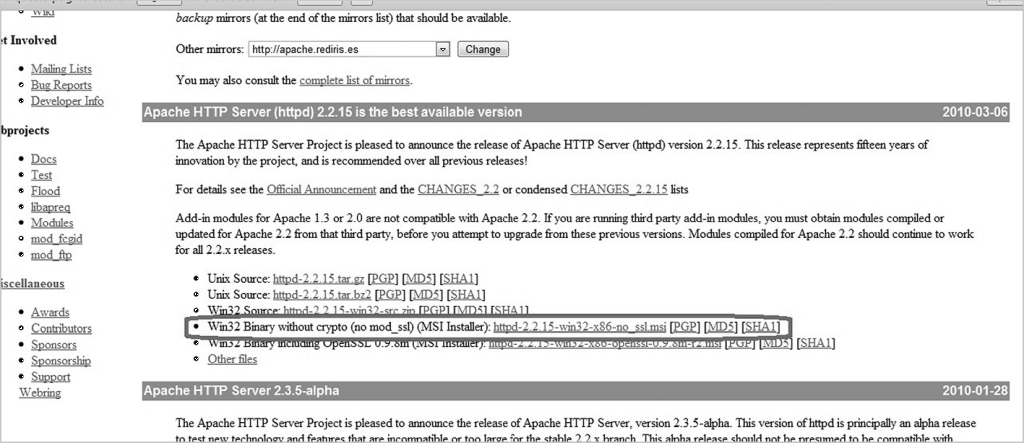 Wiki
et Involved
Mailing Lists
Bug Reports
Developer Info
bprojects
Docs
Test
Flood
libapreq
Modules
mod_fcgid
mod_ftp
iscellaneous
Awards
Contributors
Sponsors
Sponsorship
Support
Webring
backup mirrors (at the end of the mirrors list) that should be available.
Other mirrors: http://apache.rediris.es Change
You may also consult the complete list of mirrors.
Apache HTTP Server (httpd) 2.2.15 is the best available version 2010-03-06
The Apache HTTP Server Project is pleased to announce the release of Apache HTTP Server (httpd) version 2.2.15. This release represents fifteen years of
innovation by the project, and is recommended over all previous releases!
For details see the Official Announcement and the CHANGES_2.2 or condensed CHANGES_2.2.15 lists
Add-in modules for Apache 1.3 or 2.0 are not compatible with Apache 2.2. If you are running third party add-in modules, you must obtain modules compiled or
updated for Apache 2.2 from that third party, before you attempt to upgrade from these previous versions. Modules compiled for Apache 2.2 should continue to work
for all 2.2.x releases.
Unix Source: httpd-2.2.15.tar.gz [PGP] [MD5] [SHA1]
Unix Source: httpd-2.2.15.tar.bz2 [PGP] [MD5] [SHA1]
Win32 Source: httpd-2.2.15-win32-src.zip [PGP] [MD5] [SHA1]
Win32 Binary without crypto (no mod_ssl) (MSI Installer): httpd-2.2.15-win32-x86-no_ssl.msi [PGP] [MD5] [SHA1]
Win32 Binary including OpenSSL 0.9.8m (MSI Installer): httpd-2.2.15-win32-x86-openssl-0.9.8m-r2.msi [PGP] [MD5] [SHA1]
Other files
Apache HTTP Server 2.3.5-alpha 2010-01-28
The Apache HTTP Server Project is pleased to announce the release of Apache HTTP Server, version 2.3.5-alpha. This version of httpd is principally an alpha release
to test new technology and features that are incompatible or too large for the stable 2.2.x branch. This alpha release should not be presumed to be compatible with